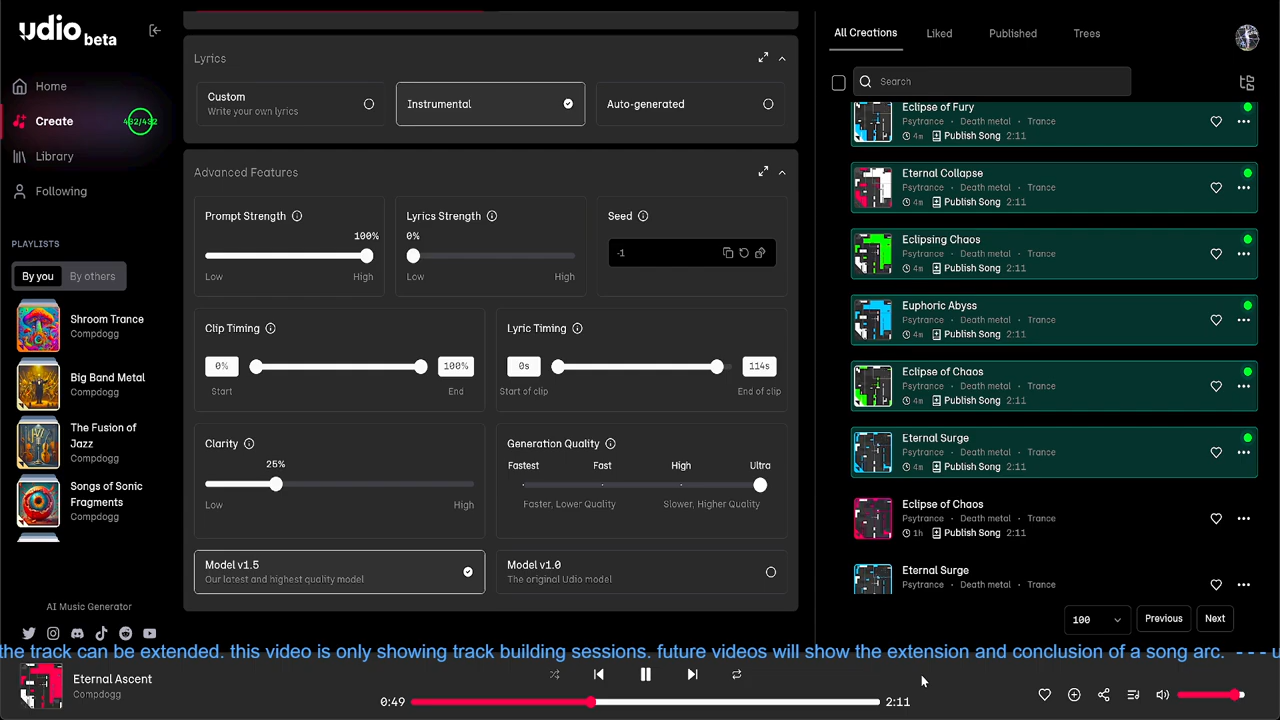 udio beta
Home
Create
432/432
Library
Following
PLAYLISTS
By you
By others
Shroom Trance
Compdogg
Big Band Metal
Compdogg
The Fusion of
Jazz
Compdogg
Songs of Sonic
Fragments
Compdogg
AI Music Generator
Lyrics
Custom
Write your own lyrics
Instrumental
Auto-generated
Advanced Features
Prompt Strength
100%
Low High
Lyrics Strength
0%
Low High
Seed
-1
Clip Timing
0% 100%
Start End
Lyric Timing
0s 114s
Start of clip End of clip
Clarity
25%
Low High
Generation Quality
Fastest Fast High Ultra
Faster, Lower Quality Slower, Higher Quality
Model v1.5
Our latest and highest quality model
Model v1.0
The original Udio model
All Creations Liked Published Trees
Search
Eclipse of Fury
Psytrance · Death metal · Trance
4m Publish Song 2:11
Eternal Collapse
Psytrance · Death metal · Trance
4m Publish Song 2:11
Eclipsing Chaos
Psytrance · Death metal · Trance
4m Publish Song 2:11
Euphoric Abyss
Psytrance · Death metal · Trance
4m Publish Song 2:11
Eclipse of Chaos
Psytrance · Death metal · Trance
4m Publish Song 2:11
Eternal Surge
Psytrance · Death metal · Trance
4m Publish Song 2:11
Eclipse of Chaos
Psytrance · Death metal · Trance
1h Publish Song 2:11
Eternal Surge
Psytrance · Death metal · Trance
100 Previous Next
the track can be extended. this video is only showing track building sessions. future videos will show the extension and conclusion of a song arc. - - - u
Eternal Ascent
Compdogg
0:49 2:11